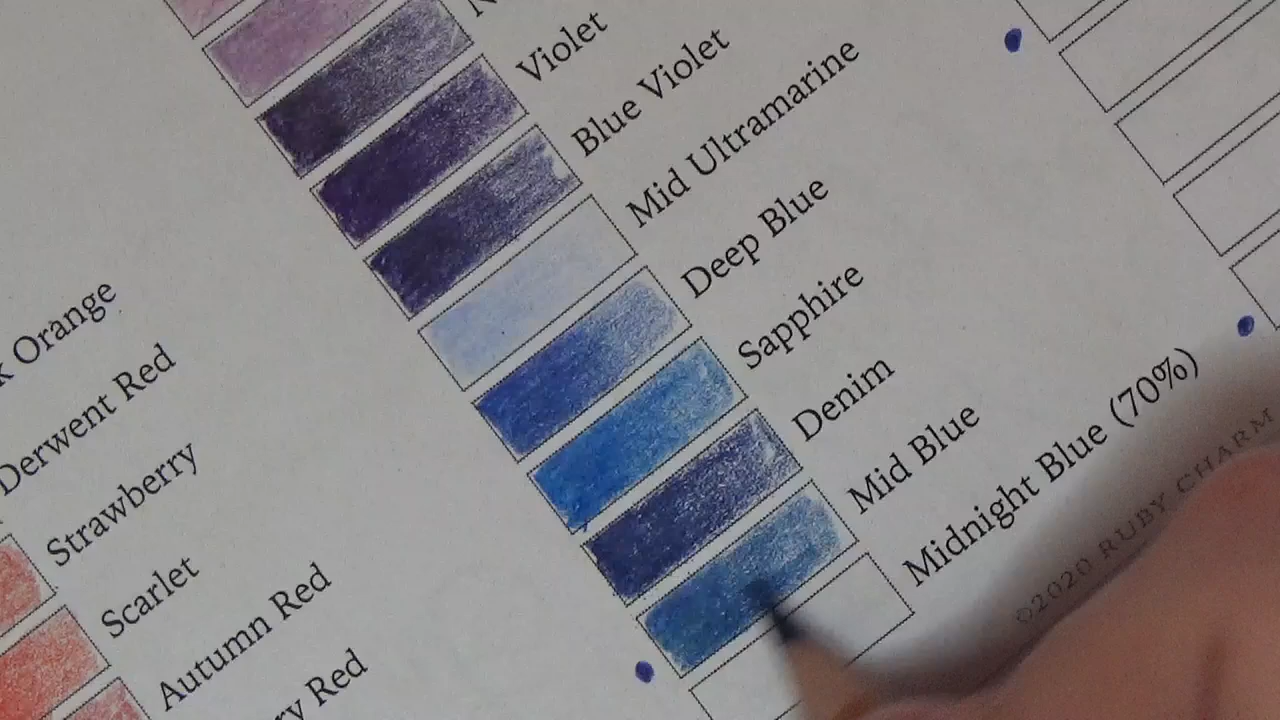 Violet
Blue Violet
Mid Ultramarine
Deep Blue
Sapphire
Denim
Mid Blue
Midnight Blue (70%)
©2020 RUBY CHARM
Orange
Derwent Red
Strawberry
Scarlet
Autumn Red
Red